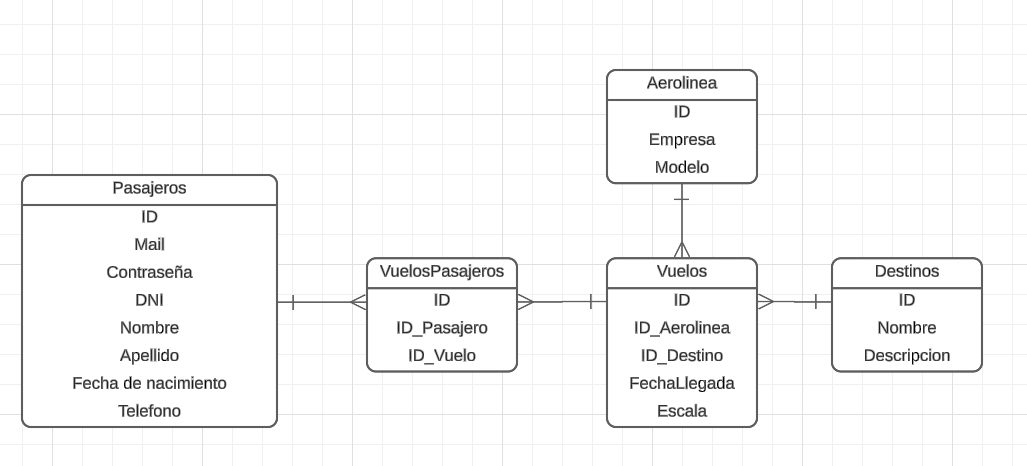 Aerolinea
ID
Empresa
Modelo
Pasajeros
ID
Mail
Contraseña
DNI
Nombre
Apellido
Fecha de nacimiento
Telefono
VuelosPasajeros
ID
ID_Pasajero
ID_Vuelo
Vuelos
ID
ID_Aerolinea
ID_Destino
FechaLlegada
Escala
Destinos
ID
Nombre
Descripcion